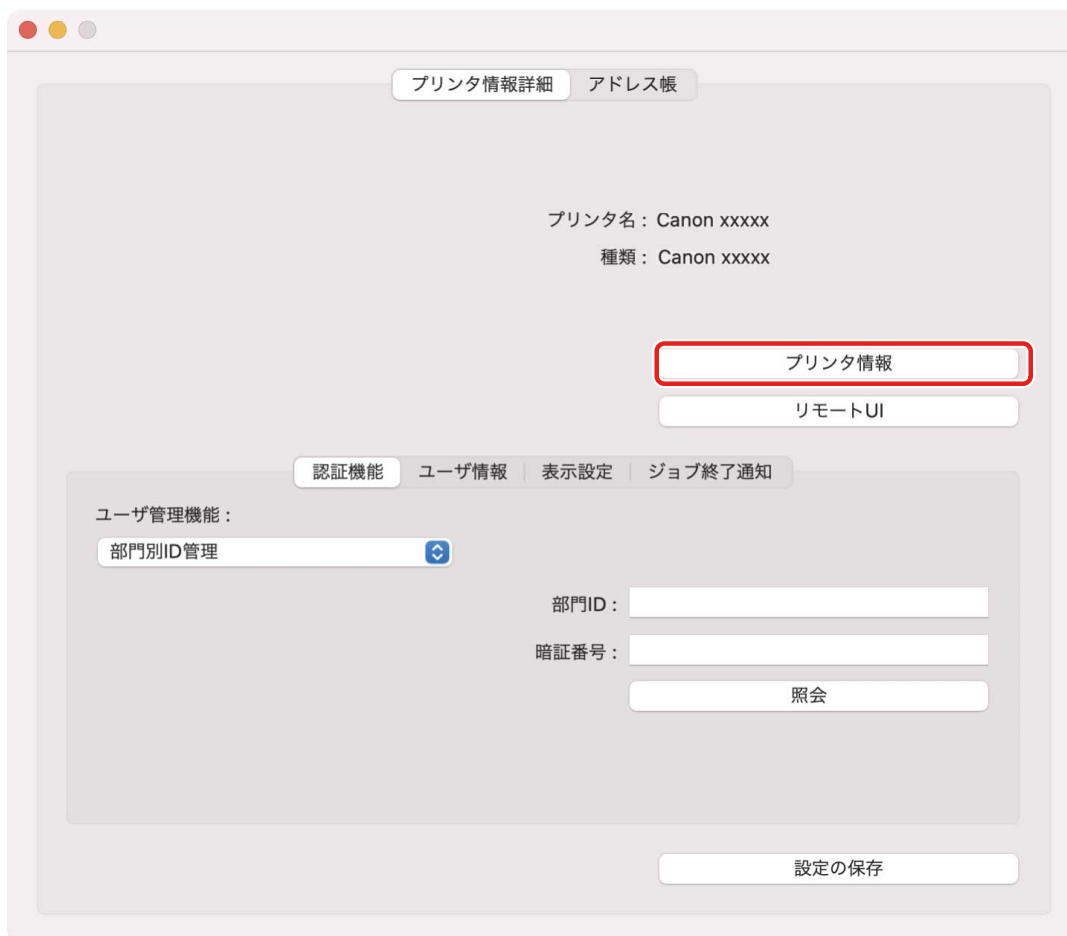 プリンタ情報詳細 アドレス帳
プリンタ名： Canon xxxxx
種類： Canon xxxxx
プリンタ情報
リモートUI
認証機能 ユーザ情報 表示設定 ジョブ終了通知
ユーザ管理機能：
部門別ID管理
部門ID：
暗証番号：
照会
設定の保存